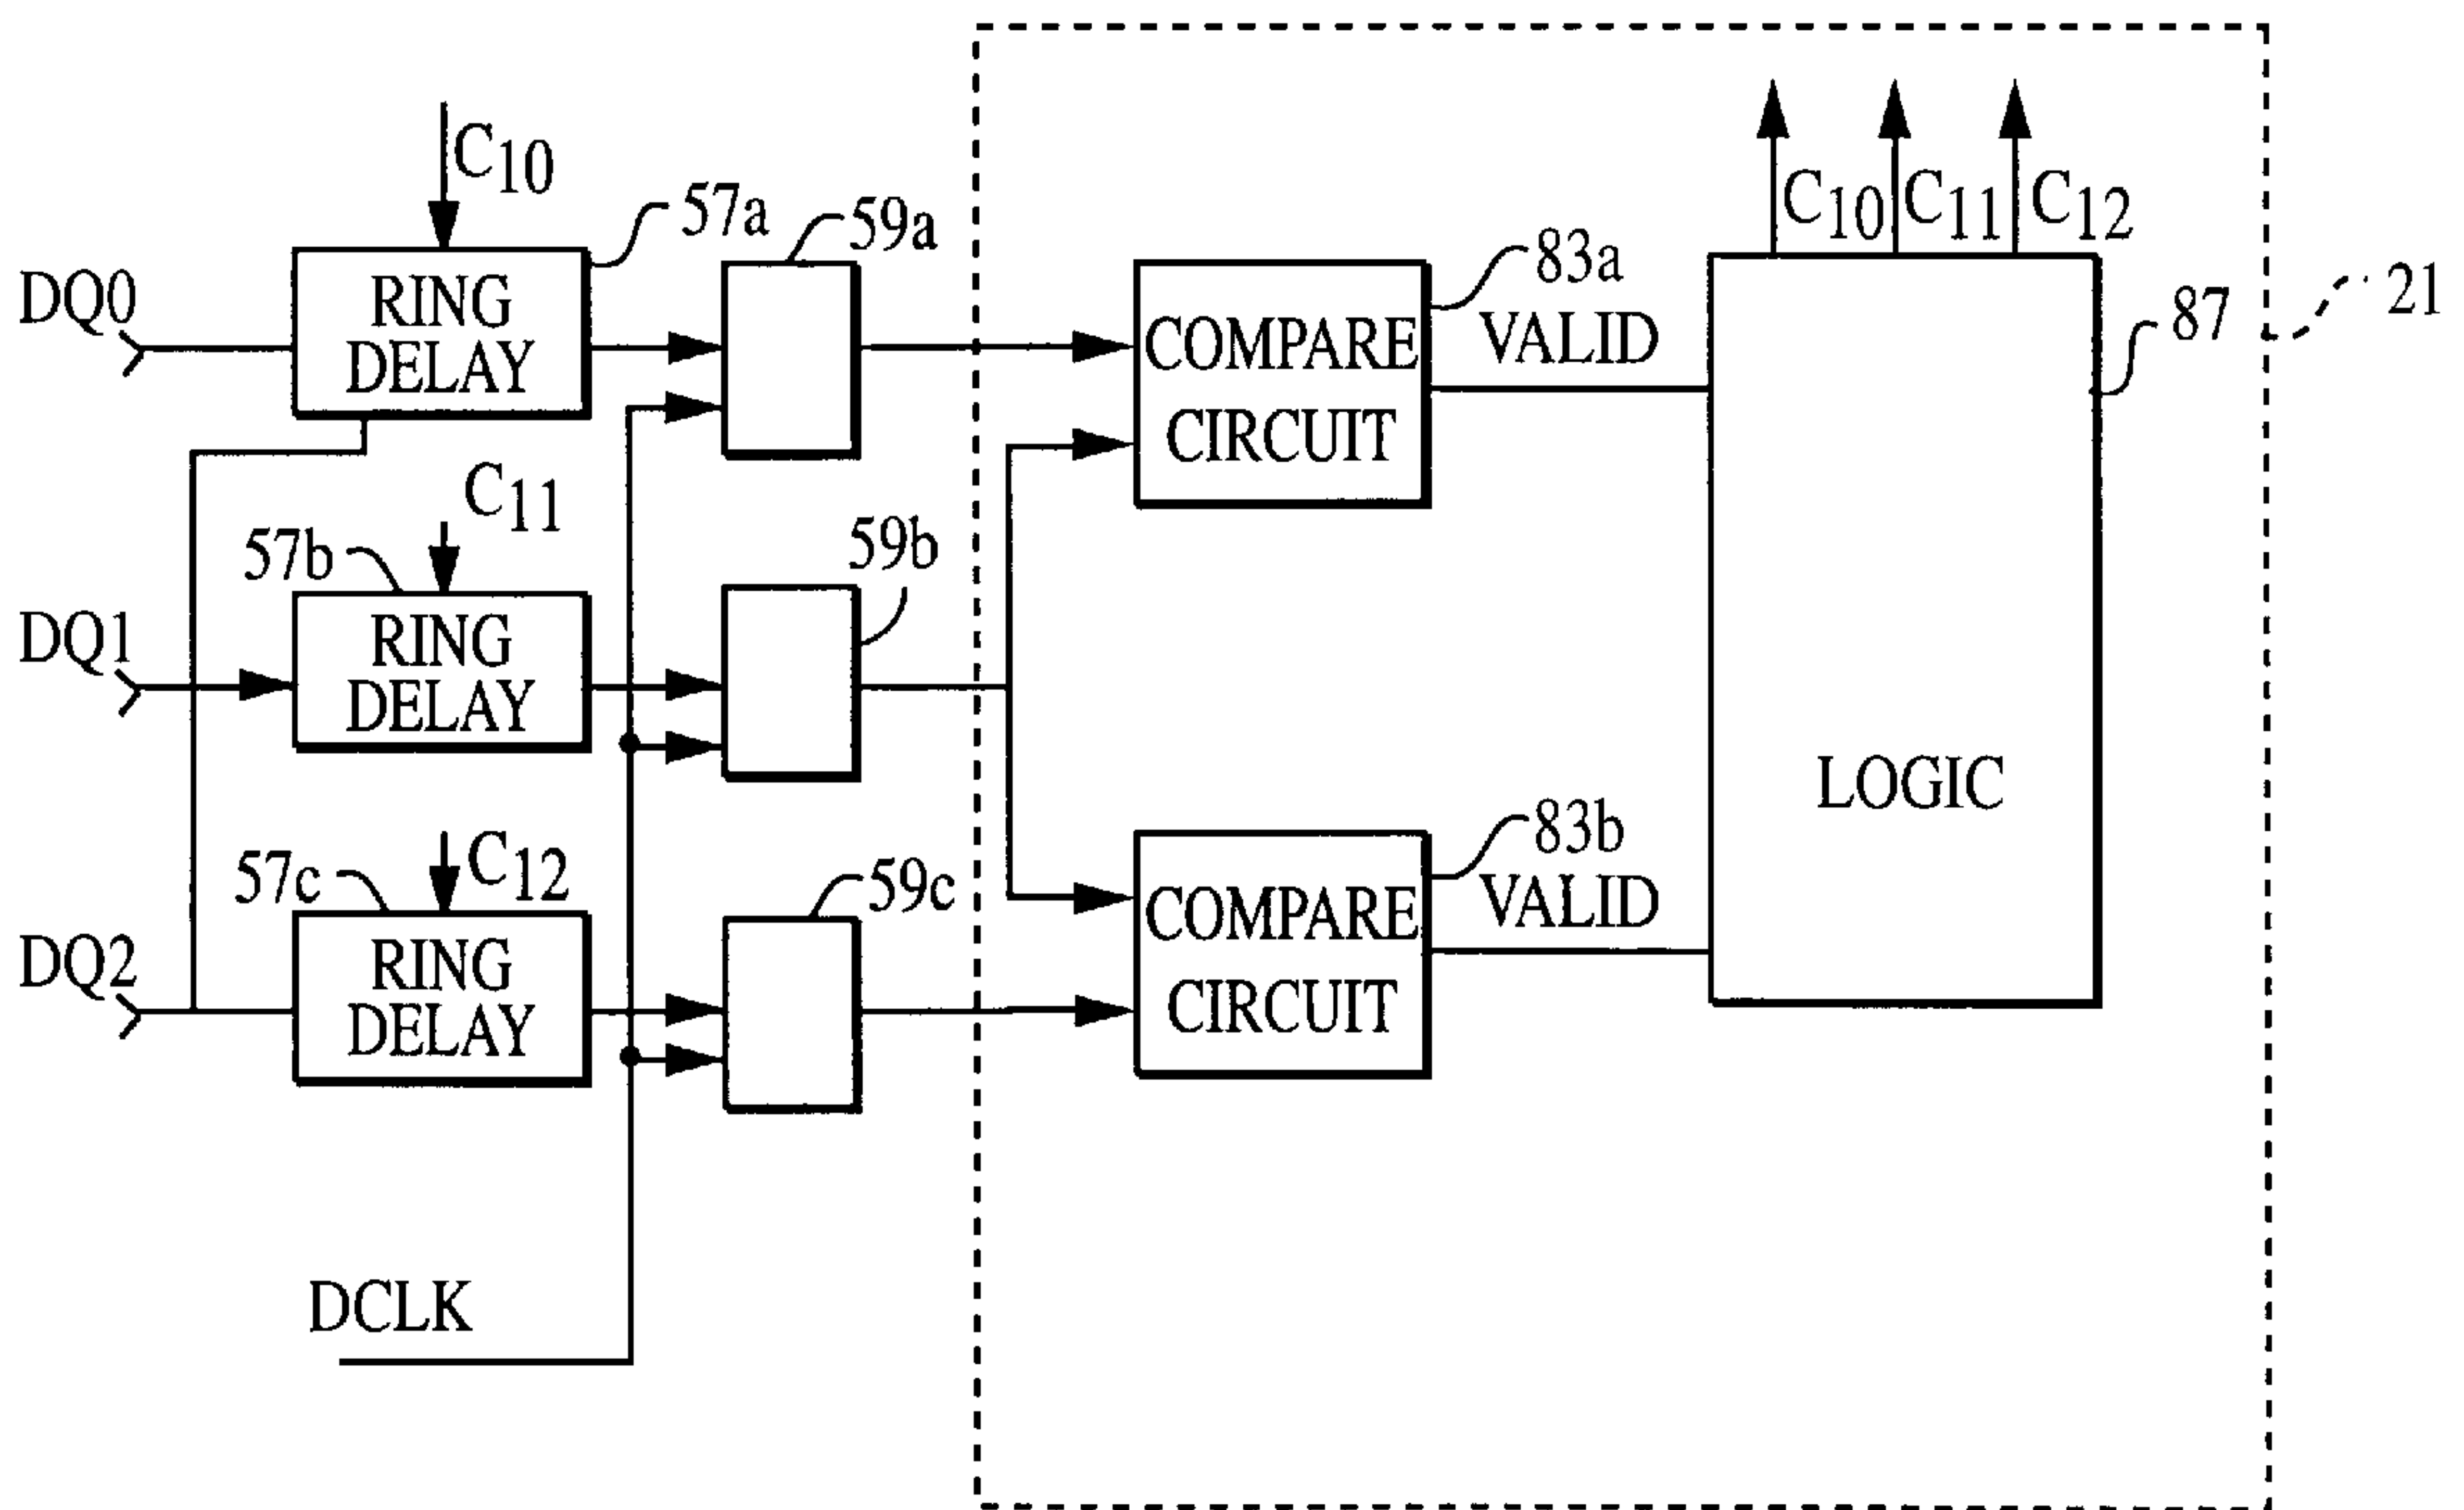 C10
57a
59a
DQ0
RING
DELAY
C11
57b
59b
DQ1
RING
DELAY
C12
57c
59c
DQ2
RING
DELAY
DCLK
83a
COMPARE
CIRCUIT
VALID
83b
COMPARE
CIRCUIT
VALID
C10
C11
C12
LOGIC
87
21